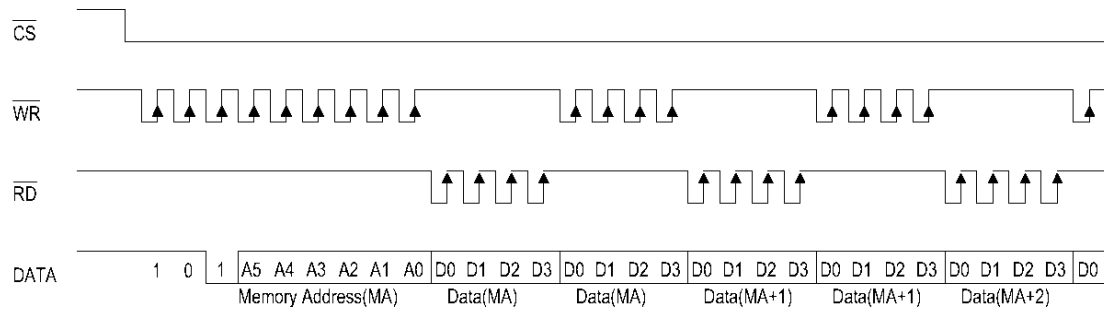 CS
WR
RD
DATA 1 0 1 A5 A4 A3 A2 A1 A0 D0 D1 D2 D3 D0 D1 D2 D3 D0 D1 D2 D3 D0 D1 D2 D3 D0 D1 D2 D3 D0
Memory Address(MA) Data(MA) Data(MA) Data(MA+1) Data(MA+1) Data(MA+2)